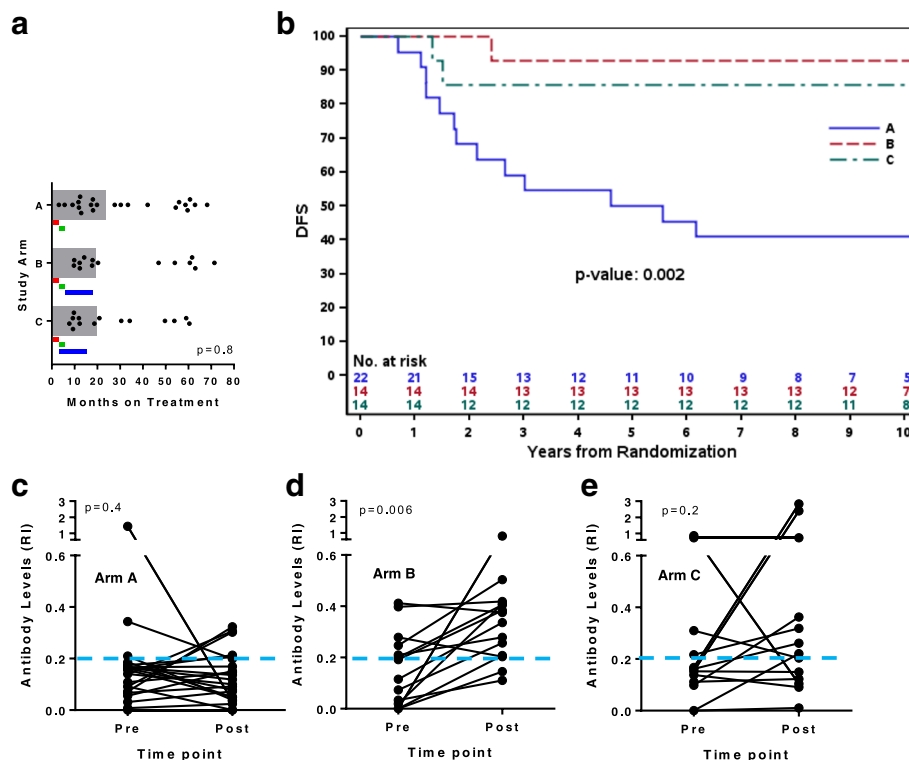 a
Study Arm
A
B
C
p=0.8
0 10 20 30 40 50 60 70 80
Months on Treatment
b
DFS
100
90
80
70
60
50
40
30
20
10
0
A
B
C
p-value: 0.002
No. at risk
22 21 15 13 12 11 10 9 8 7 5
14 14 14 13 13 13 13 13 13 12 7
14 14 12 12 12 12 12 12 12 11 8
0 1 2 3 4 5 6 7 8 9 10
Years from Randomization
c
Antibody Levels (RI)
3
2
1
0.6
0.4
0.2
0.0
p=0.4
Arm A
Pre Post
Time point
d
Antibody Levels (RI)
3
2
1
0.6
0.4
0.2
0.0
p=0.006
Arm B
Pre Post
Time point
e
Antibody Levels (RI)
3
2
1
0.6
0.4
0.2
0.0
p=0.2
Arm C
Pre Post
Time point